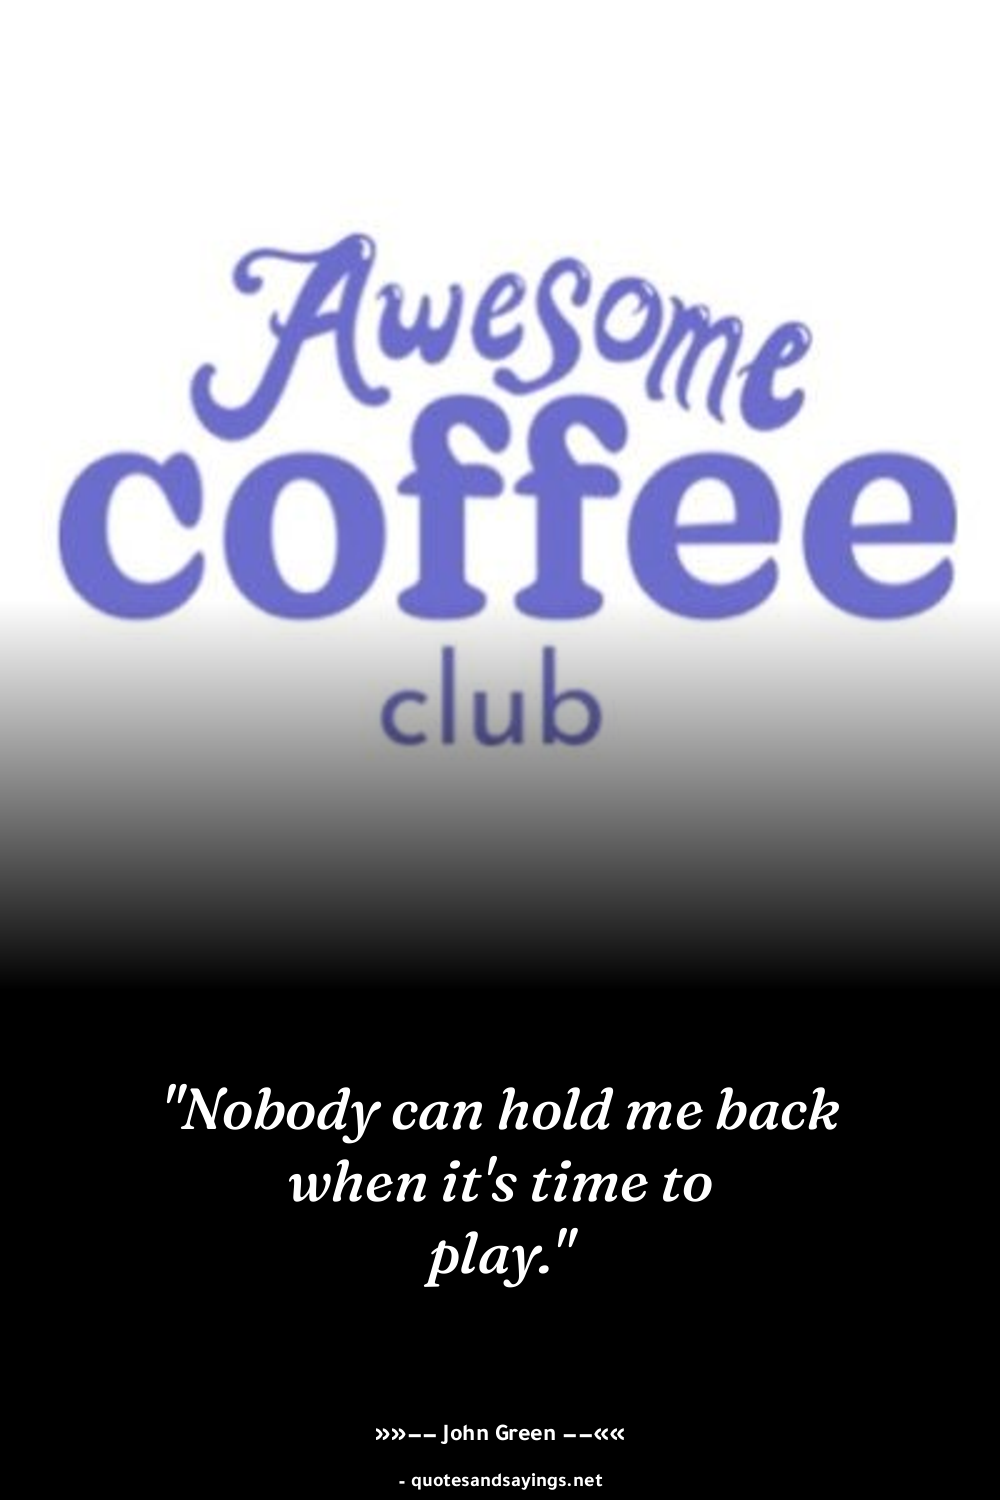 Awesome
coffee
club
"Nobody can hold me back
when it's time to
play."
»»−− John Green −−««
- quotesandsayings.net